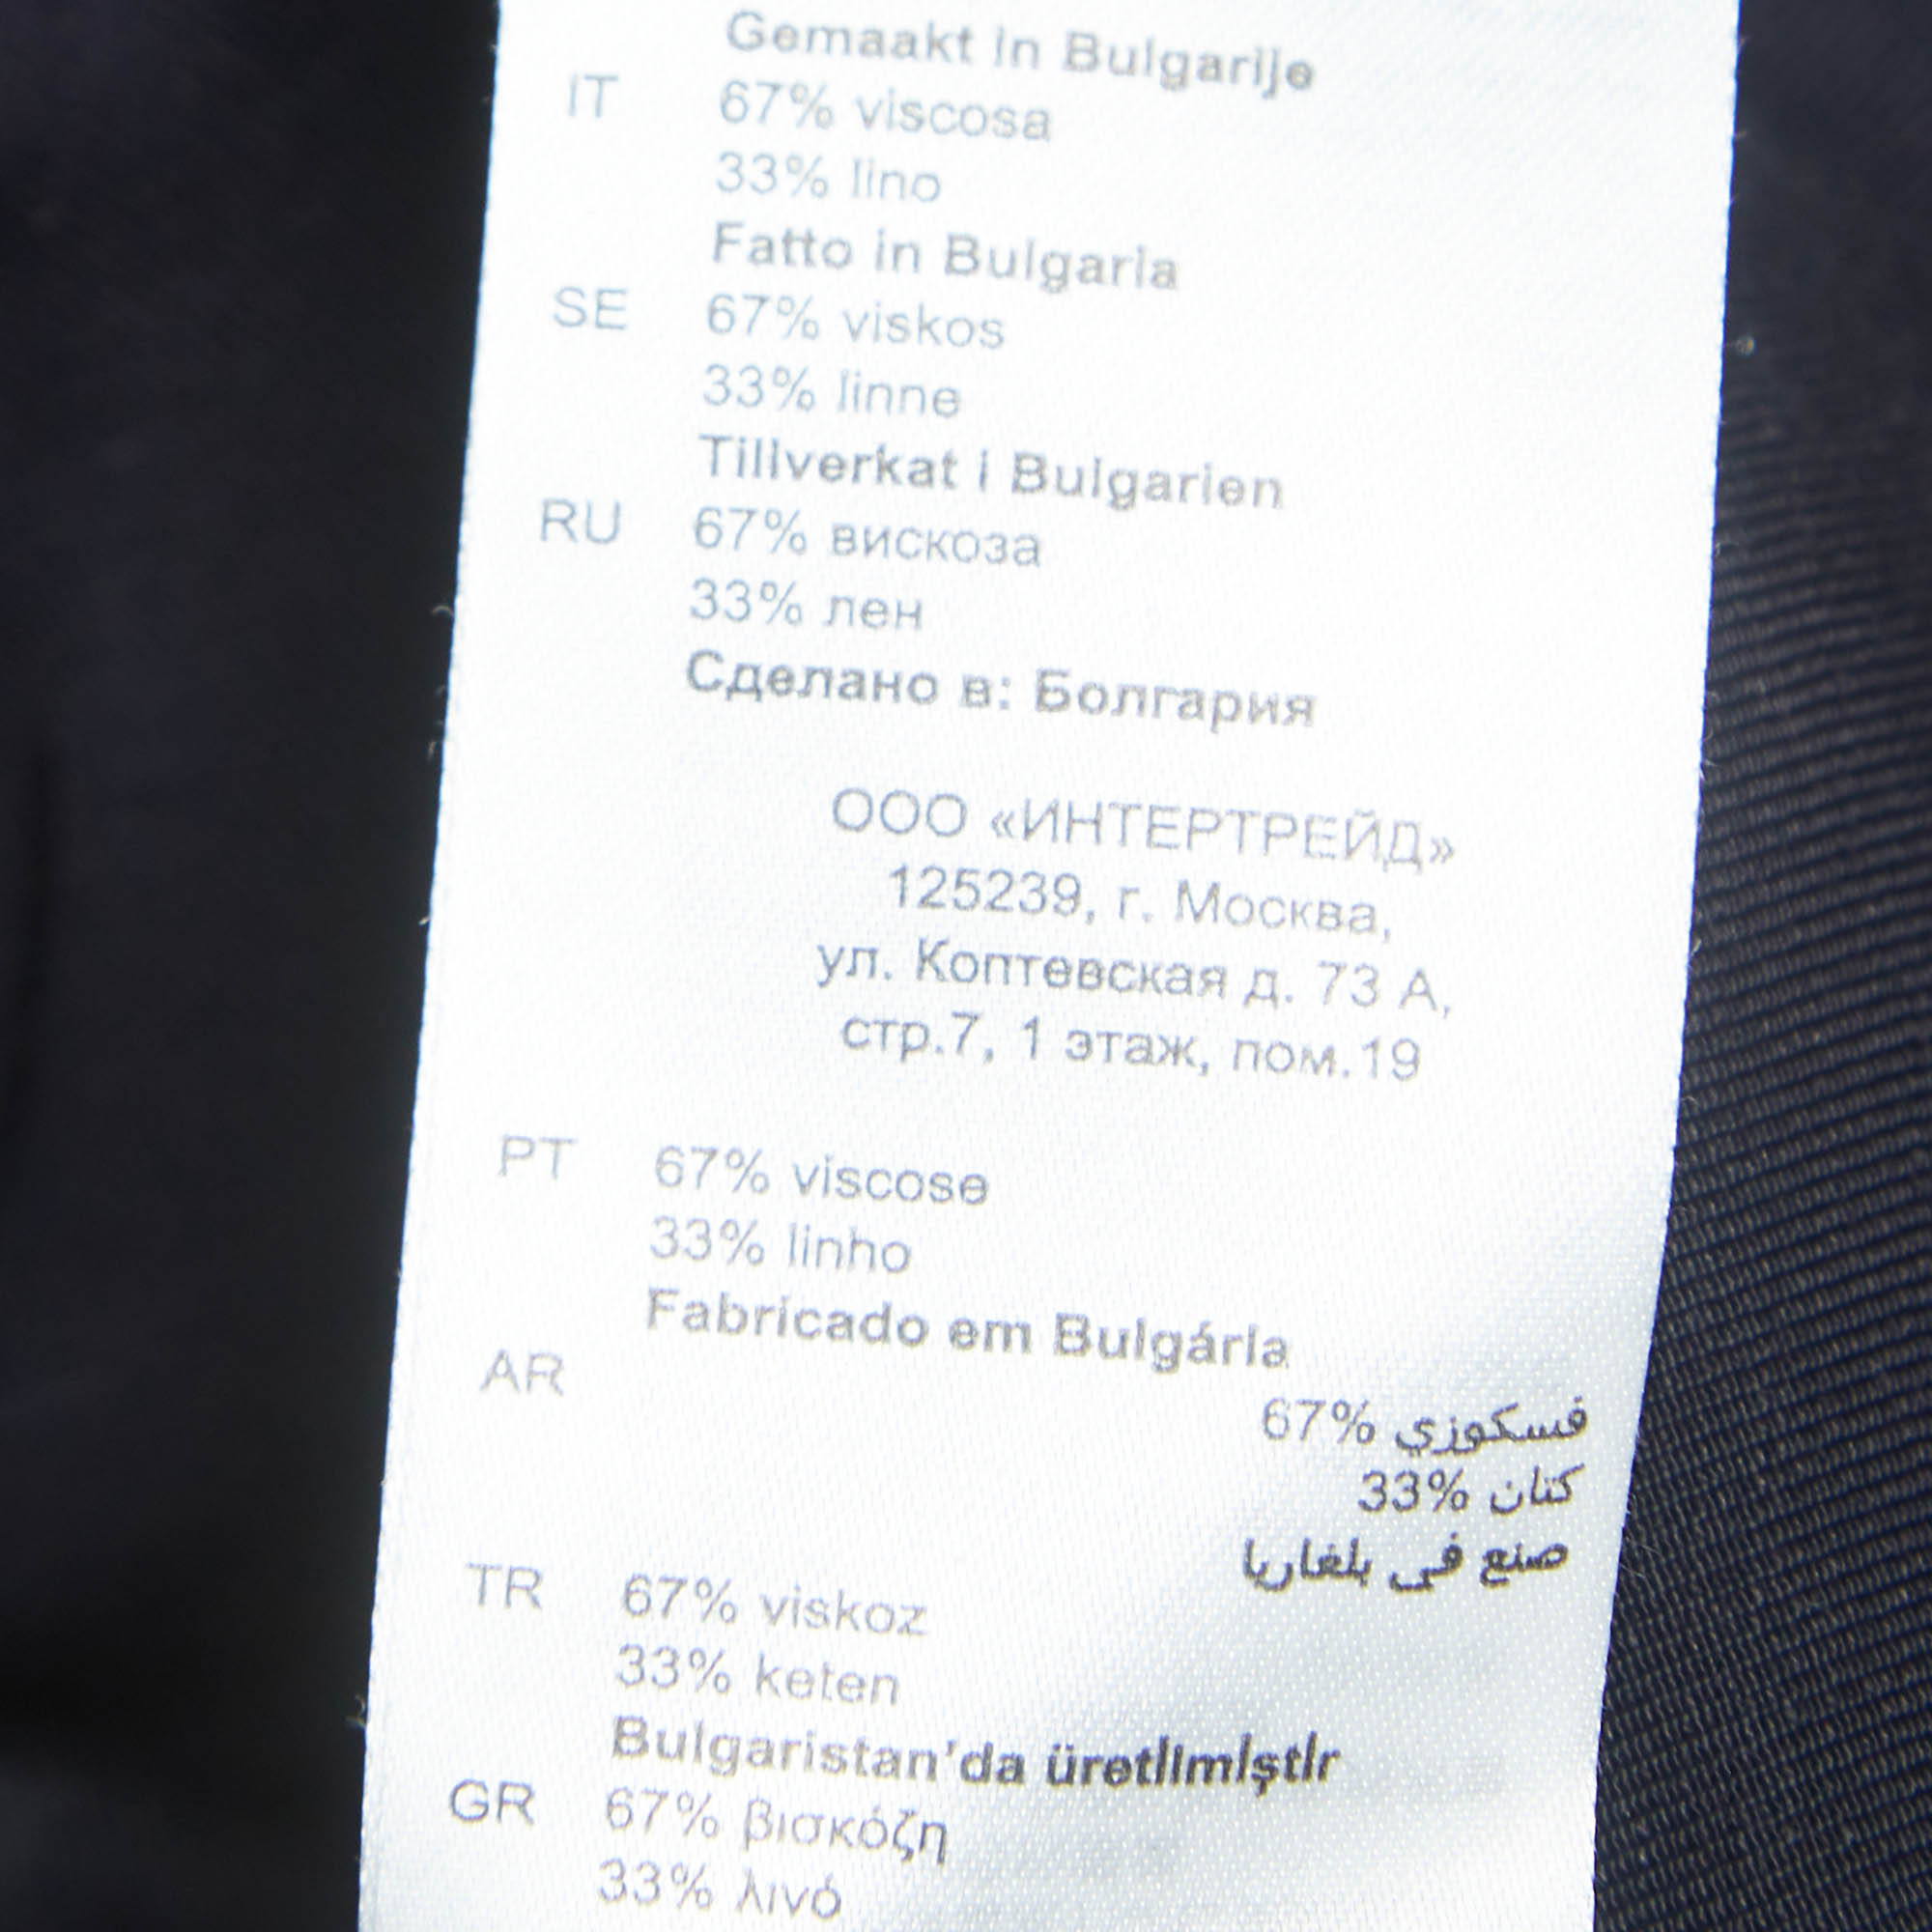 Gemaakt in Bulgarije
IT 67% viscosa
33% lino
Fatto in Bulgaria
SE 67% viskos
33% linne
Tillverkat i Bulgarien
RU 67% вискоза
33% лен
Сделано в: Болгария
ООО «ИНТЕРТРЕЙД»
125239, г. Москва,
ул. Коптевская д. 73 А,
стр.7, 1 этаж, пом.19
PT 67% viscose
33% linho
Fabricado em Bulgária
AR
67% فسكوزي
33% كتان
صنع في بلغاريا
TR 67% viskoz
33% keten
Bulgaristan'da üretilmiştir
GR 67% βισκόζη
33% λινό